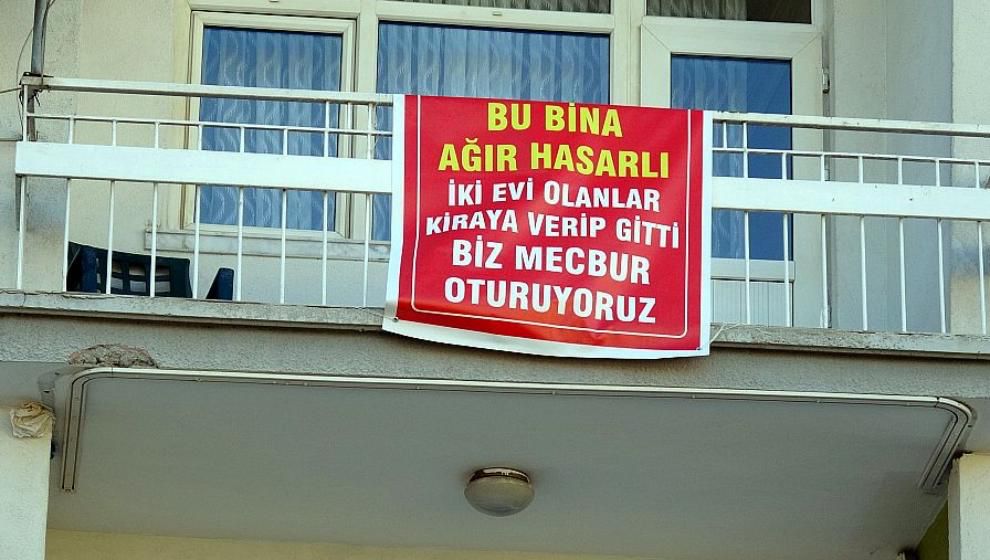 BU BİNA
AĞIR HASARLI
İKİ EVİ OLANLAR
KİRAYA VERİP GİTTİ
BİZ MECBUR
OTURUYORUZ